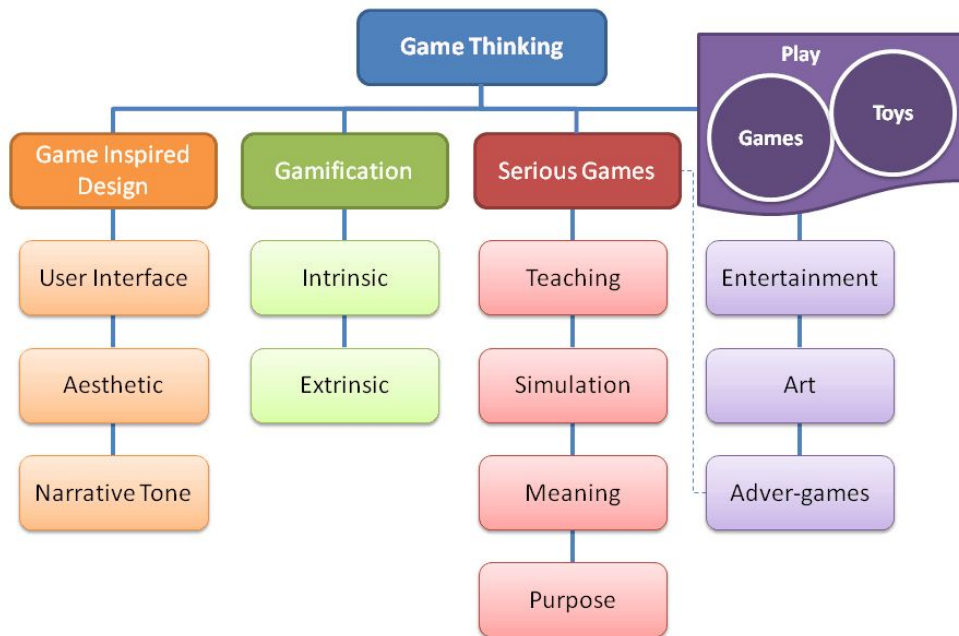 Game Thinking
Play
Games
Toys
Game Inspired
Design
Gamification
Serious Games
User Interface
Intrinsic
Teaching
Entertainment
Aesthetic
Extrinsic
Simulation
Art
Narrative Tone
Meaning
Adver-games
Purpose